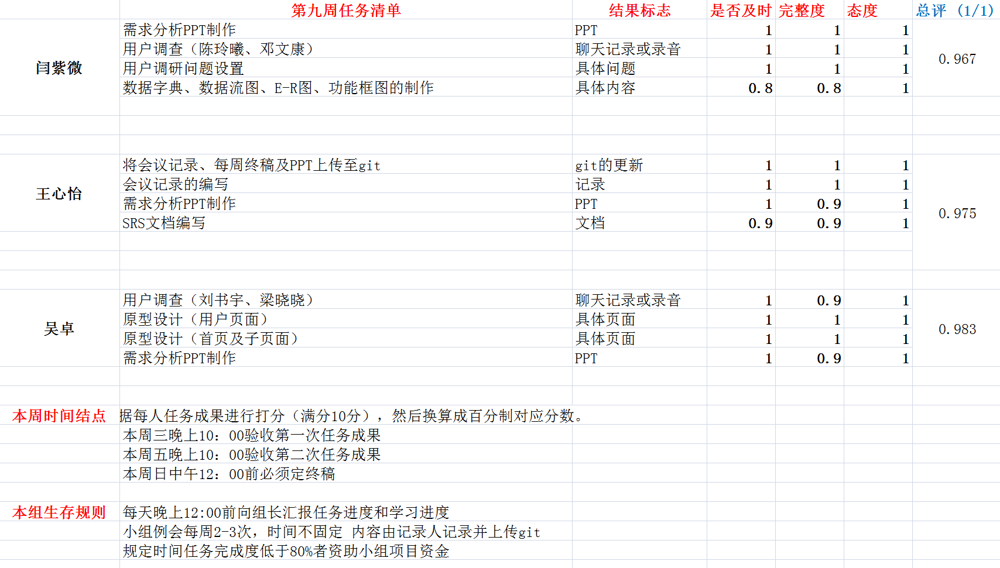 第九周任务清单 结果标志 是否及时 完整度 态度 总评 (1/1)
需求分析PPT制作 PPT 1 1 1
用户调查（陈玲曦、邓文康） 聊天记录或录音 1 1 1
闫紫微 0.967
用户调研问题设置 具体问题 1 1 1
数据字典、数据流图、E-R图、功能框图的制作 具体内容 0.8 0.8 1
将会议记录、每周终稿及PPT上传至git git的更新 1 1 1
会议记录的编写 记录 1 1 1
王心怡 0.975
需求分析PPT制作 PPT 1 0.9 1
SRS文档编写 文档 0.9 0.9 1
用户调查（刘书宇、梁晓晓） 聊天记录或录音 1 0.9 1
原型设计（用户页面） 具体页面 1 1 1
吴卓 0.983
原型设计（首页及子页面） 具体页面 1 1 1
需求分析PPT制作 PPT 1 0.9 1
本周时间结点 据每人任务成果进行打分（满分10分），然后换算成百分制对应分数。
本周三晚上10：00验收第一次任务成果
本周五晚上10：00验收第二次任务成果
本周日中午12：00前必须定终稿
本组生存规则 每天晚上12:00前向组长汇报任务进度和学习进度
小组例会每周2-3次，时间不固定 内容由记录人记录并上传git
规定时间任务完成度低于80%者资助小组项目资金